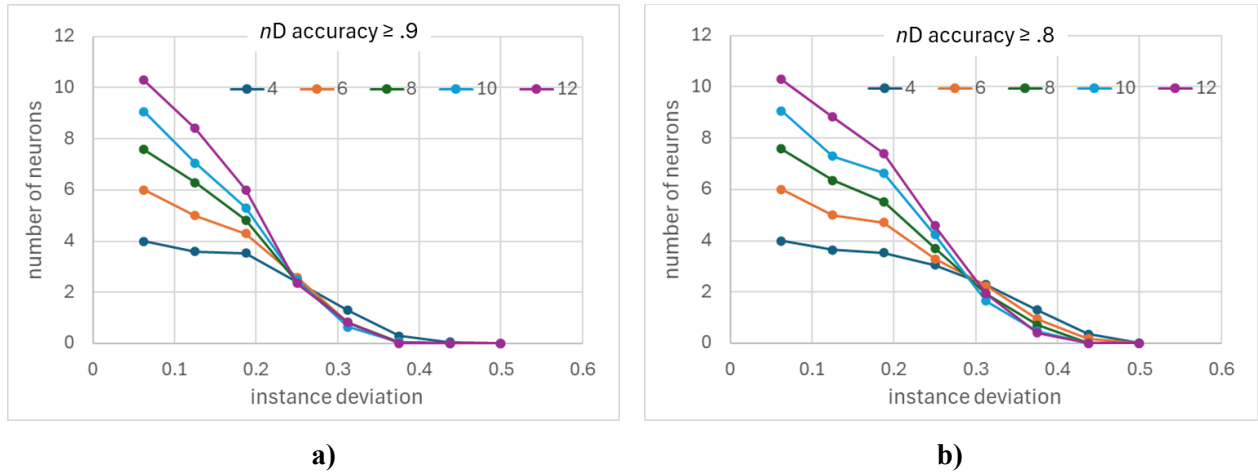 nD accuracy ≥ .9
12
10
8
6
4
2
0
4 6 8 10 12
number of neurons
0 0.1 0.2 0.3 0.4 0.5 0.6
instance deviation
a)
nD accuracy ≥ .8
12
10
8
6
4
2
0
4 6 8 10 12
number of neurons
0 0.1 0.2 0.3 0.4 0.5 0.6
instance deviation
b)